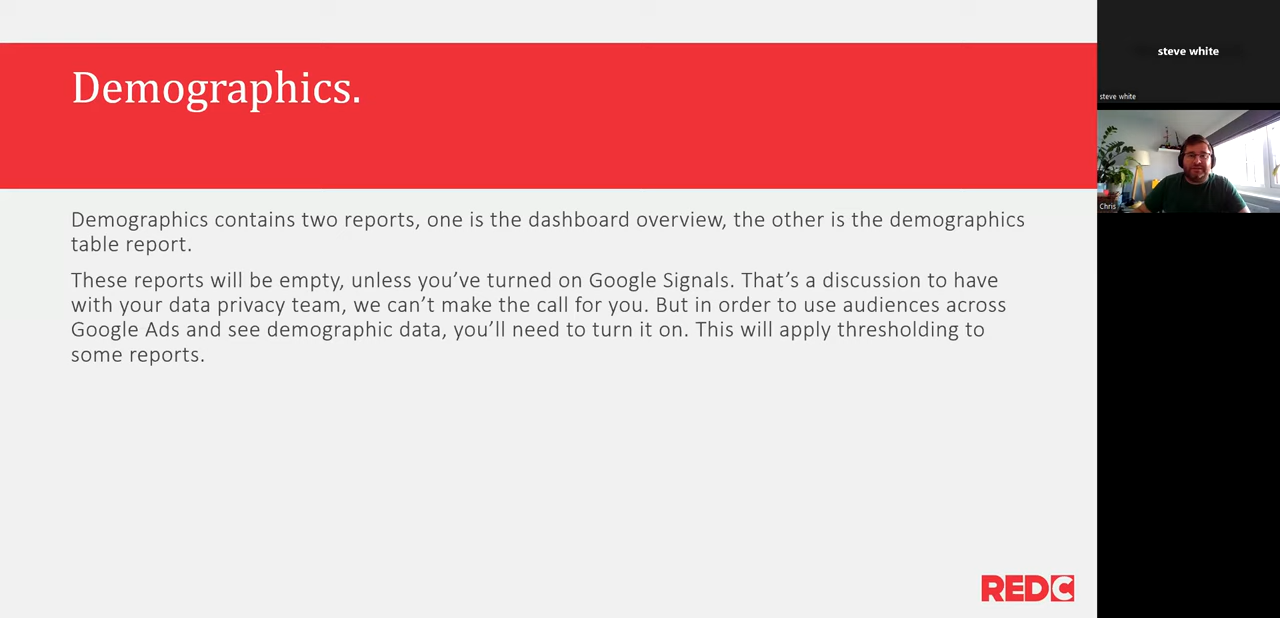 Demographics.
Demographics contains two reports, one is the dashboard overview, the other is the demographics
table report.
These reports will be empty, unless you’ve turned on Google Signals. That’s a discussion to have
with your data privacy team, we can’t make the call for you. But in order to use audiences across
Google Ads and see demographic data, you’ll need to turn it on. This will apply thresholding to
some reports.
REDC
steve white
steve white
Chris